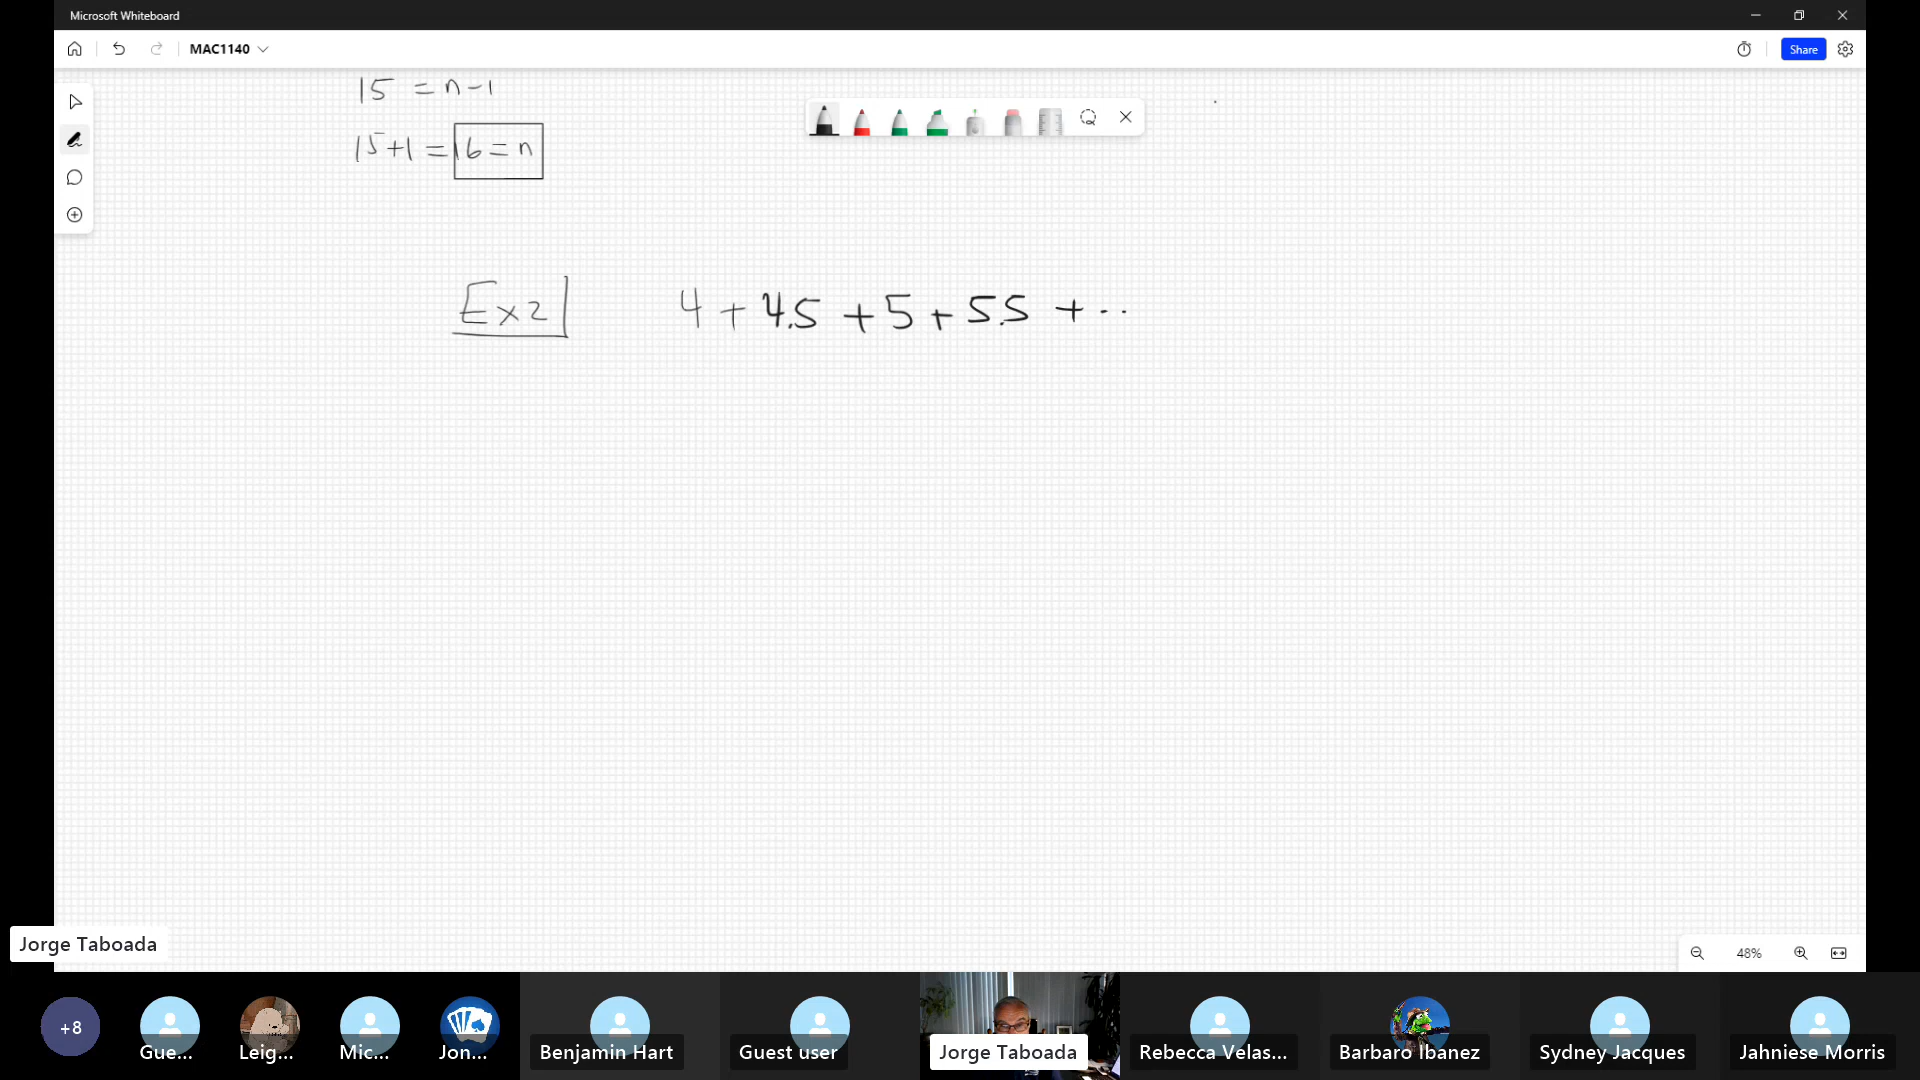 Microsoft Whiteboard
MAC1140
Share
15 = n-1
15+1 = 16 = n
Ex2 4 + 4.5 + 5 + 5.5 + ..
48%
Jorge Taboada
+8
Gue...
Leig...
Mic...
Jon...
Benjamin Hart
Guest user
Jorge Taboada
Rebecca Velas...
Barbaro Ibanez
Sydney Jacques
Jahniese Morris